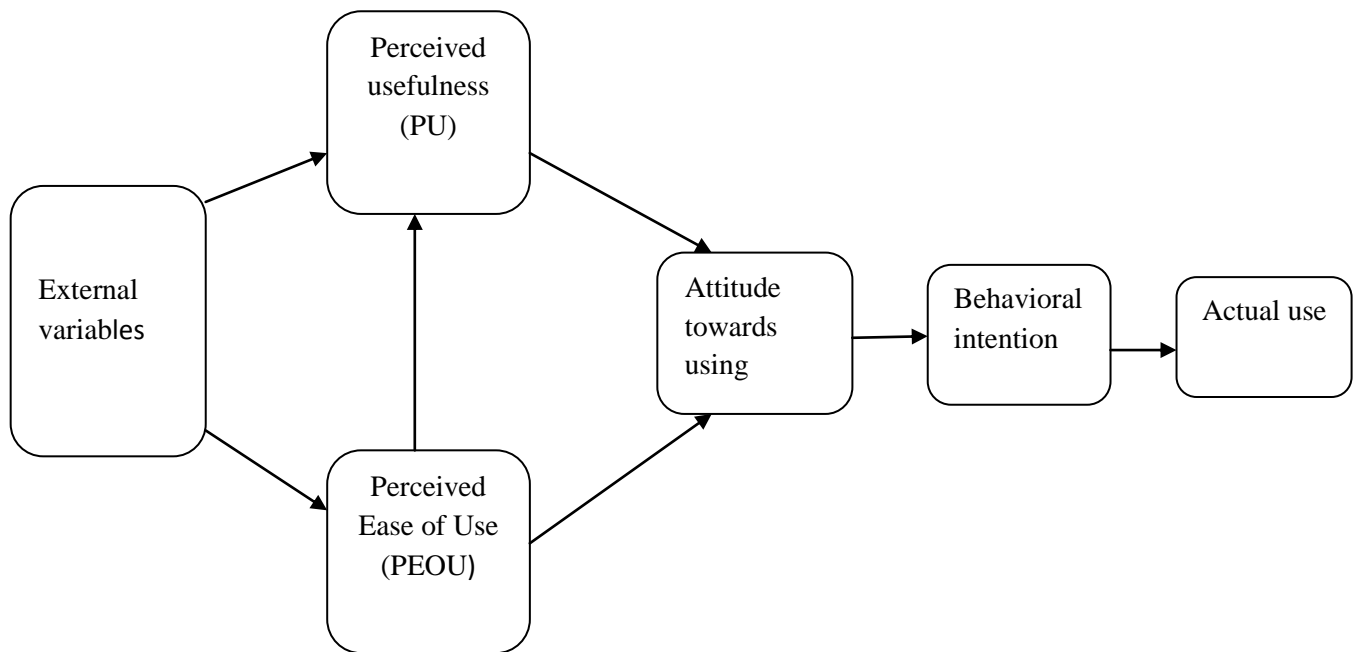 Perceived
usefulness
(PU)
External
variables
Attitude
towards
using
Behavioral
intention
Actual use
Perceived
Ease of Use
(PEOU)